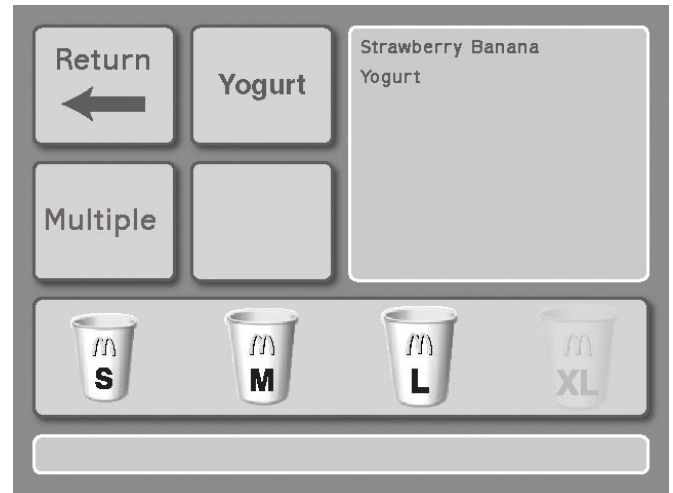 Return
Yogurt
Strawberry Banana
Yogurt
Multiple
S
M
L
XL